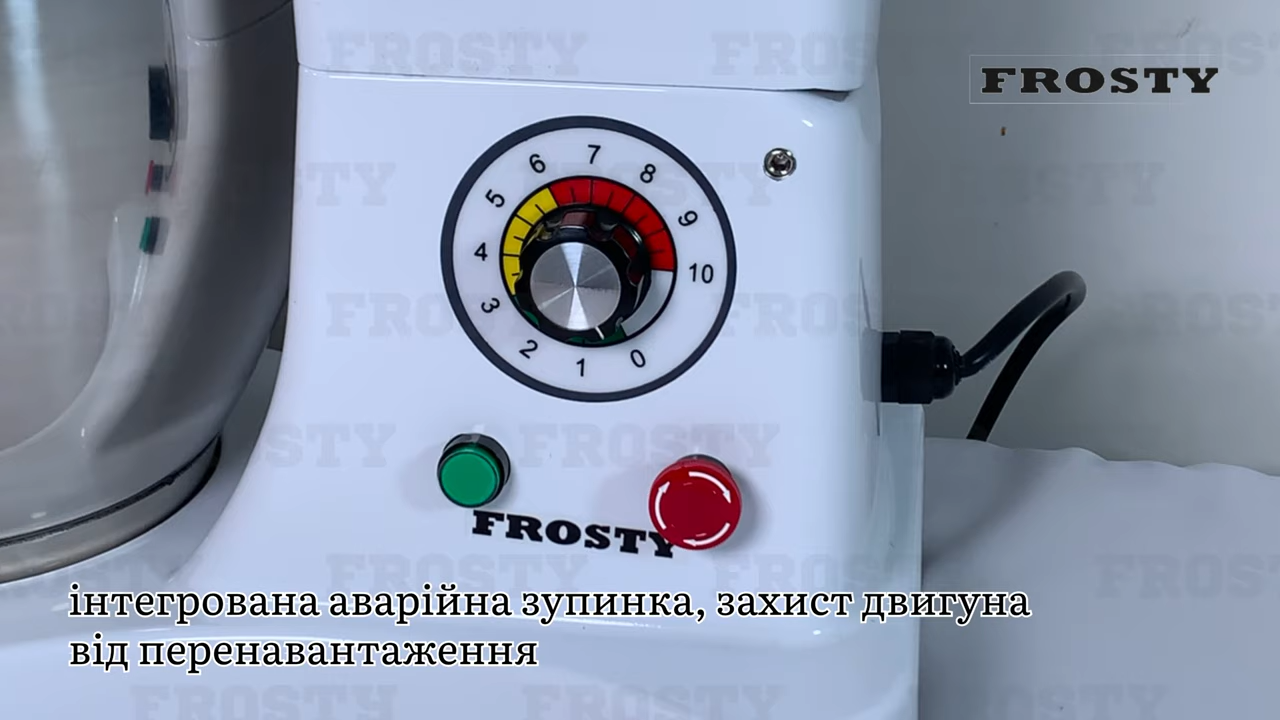 FROSTY
7
6
8
5
9
4
10
3
2
0
1
FROSTY
інтегрована аварійна зупинка, захист двигуна
від перенавантаження